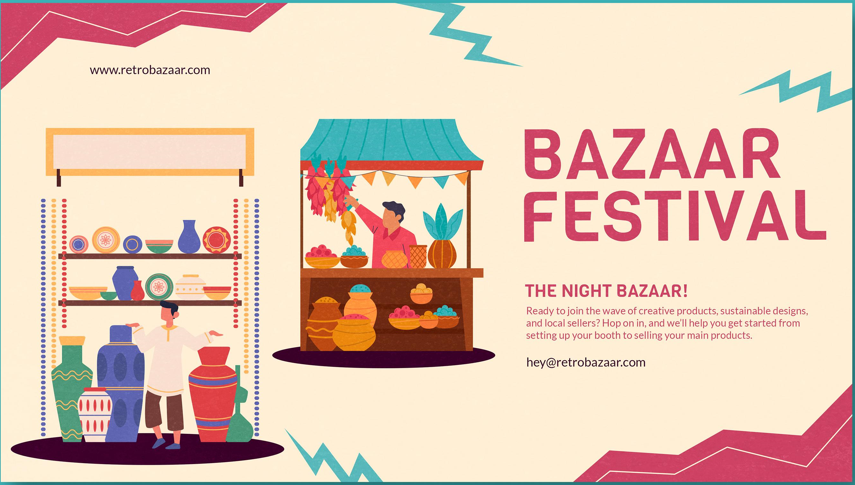 www.retrobazaar.com
BAZAAR
FESTIVAL
THE NIGHT BAZAAR!
Ready to join the wave of creative products, sustainable designs,
and local sellers? Hop on in, and we'll help you get started from
setting up your booth to selling your main products.
hey@retrobazaar.com